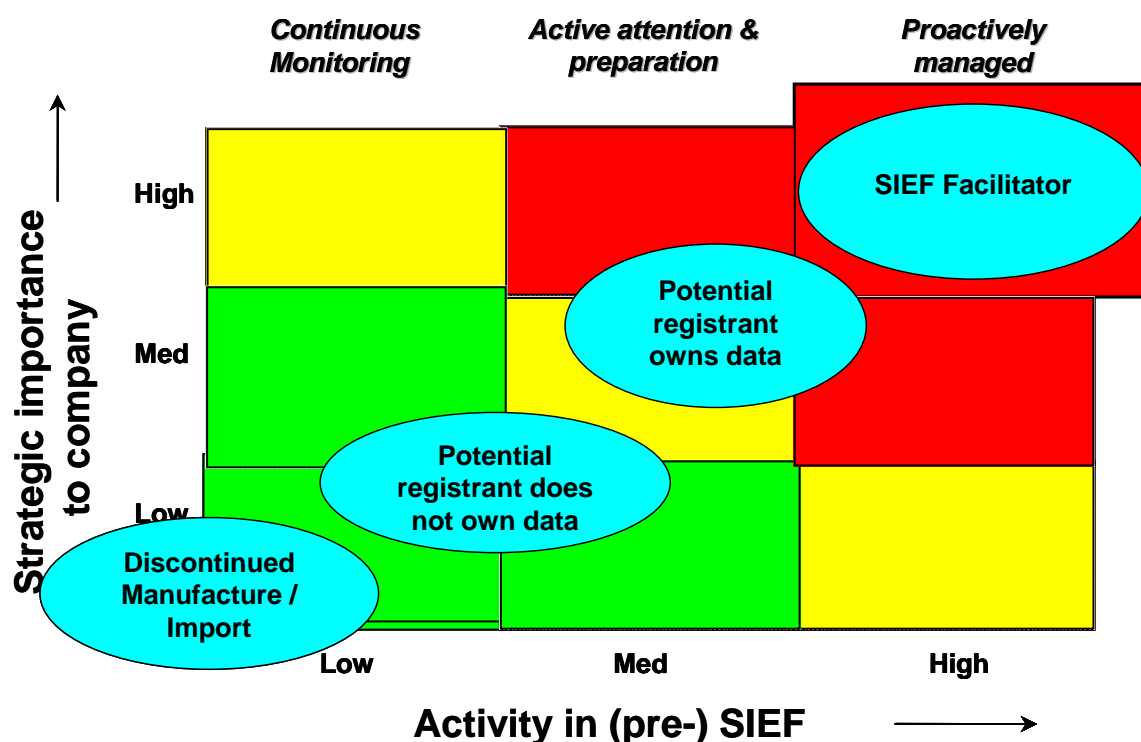 Continuous
Monitoring
Active attention &
preparation
Proactively
managed
Strategic importance
to company
High
Med
Low
SIEF Facilitator
Potential
registrant
owns data
Potential
registrant does
not own data
Discontinued
Manufacture /
Import
Low
Med
High
Activity in (pre-) SIEF